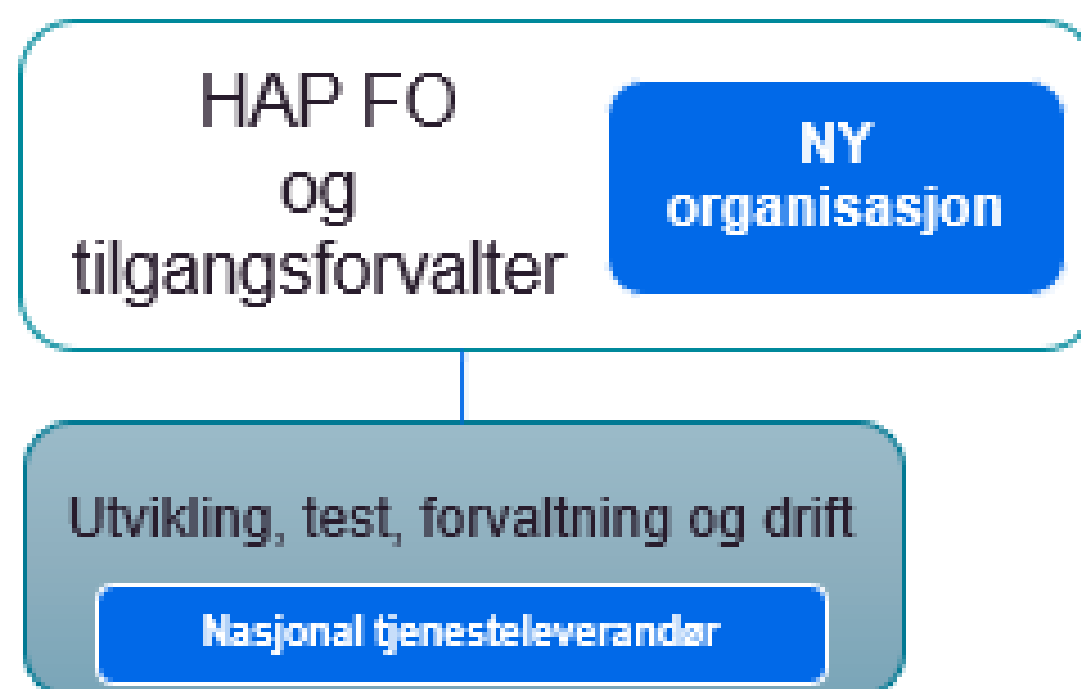 HAP FO
og
tilgangsforvalter
NY
organisasjon
Utvikling, test, forvaltning og drift
Nasjonal tjenesteleverandør